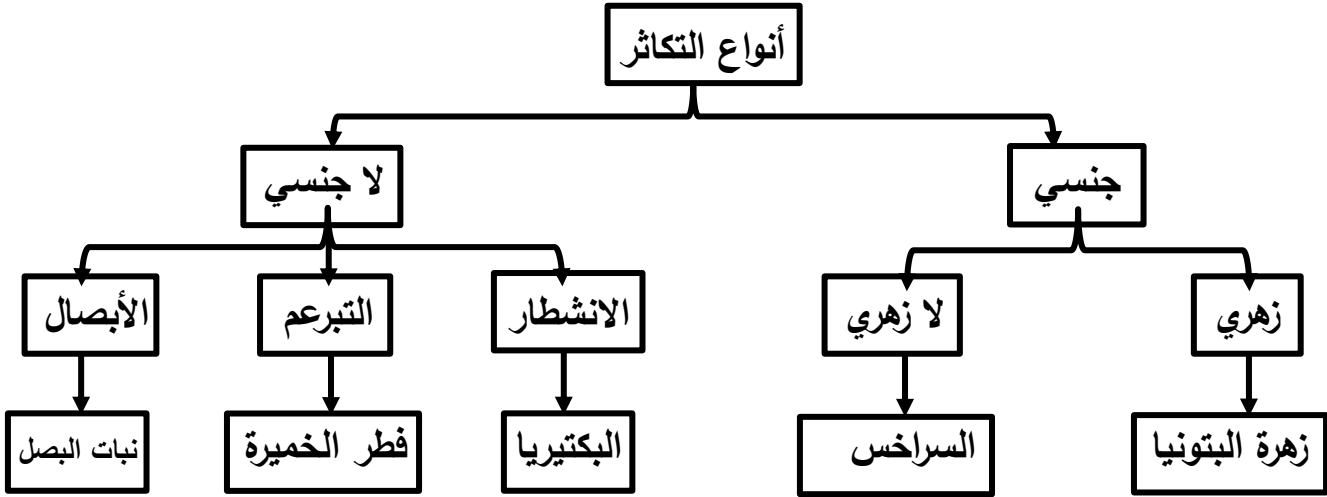 أنواع التكاثر
جنسي
لا جنسي
زهري
لا زهري
الانشطار
التبرعم
الأبصال
زهرة البتونيا
السراخس
البكتيريا
فطر الخميرة
نبات البصل